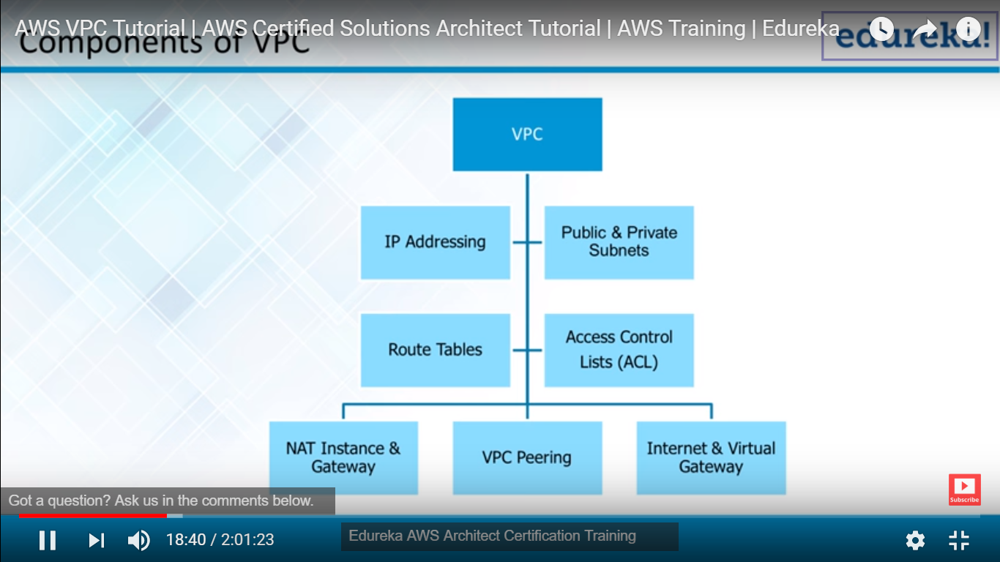 AWS VPC Tutorial | AWS Certified Solutions Architect Tutorial | AWS Training | Edureka
Components of VPC
edureka!
VPC
IP Addressing
Public & Private
Subnets
Route Tables
Access Control
Lists (ACL)
NAT Instance &
Gateway
VPC Peering
Internet & Virtual
Gateway
Subscribe
Got a question? Ask us in the comments below.
18:40 / 2:01:23
Edureka AWS Architect Certification Training